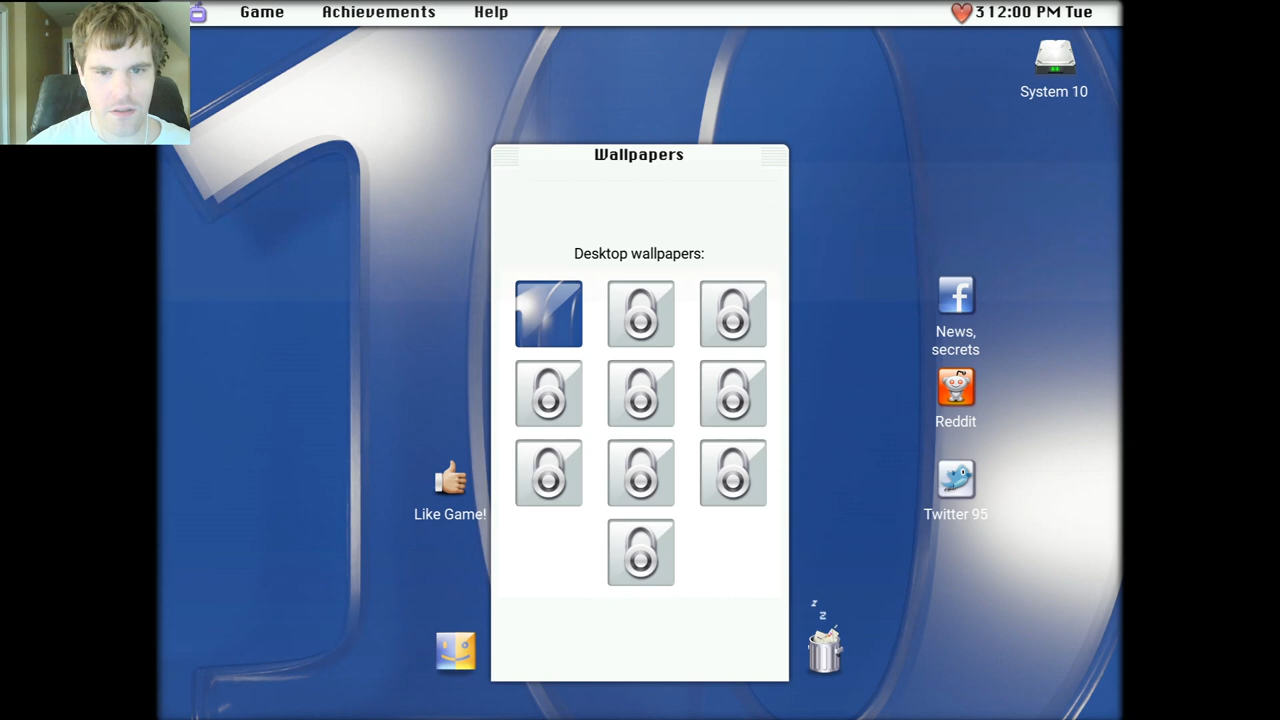 Game Achievements Help 3 12:00 PM Tue
System 10
Wallpapers
Desktop wallpapers:
News,
secrets
Reddit
Like Game!
Twitter 95
z
z